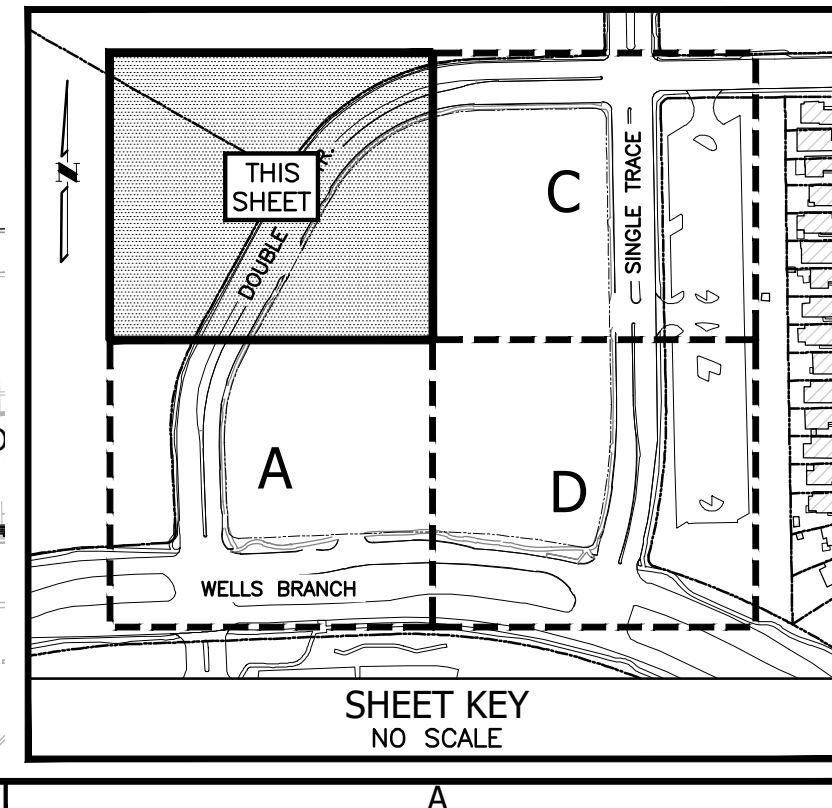 N
THIS
SHEET
DOUBLE
R.
C
SINGLE TRACE
A
D
WELLS BRANCH
SHEET KEY
NO SCALE
A